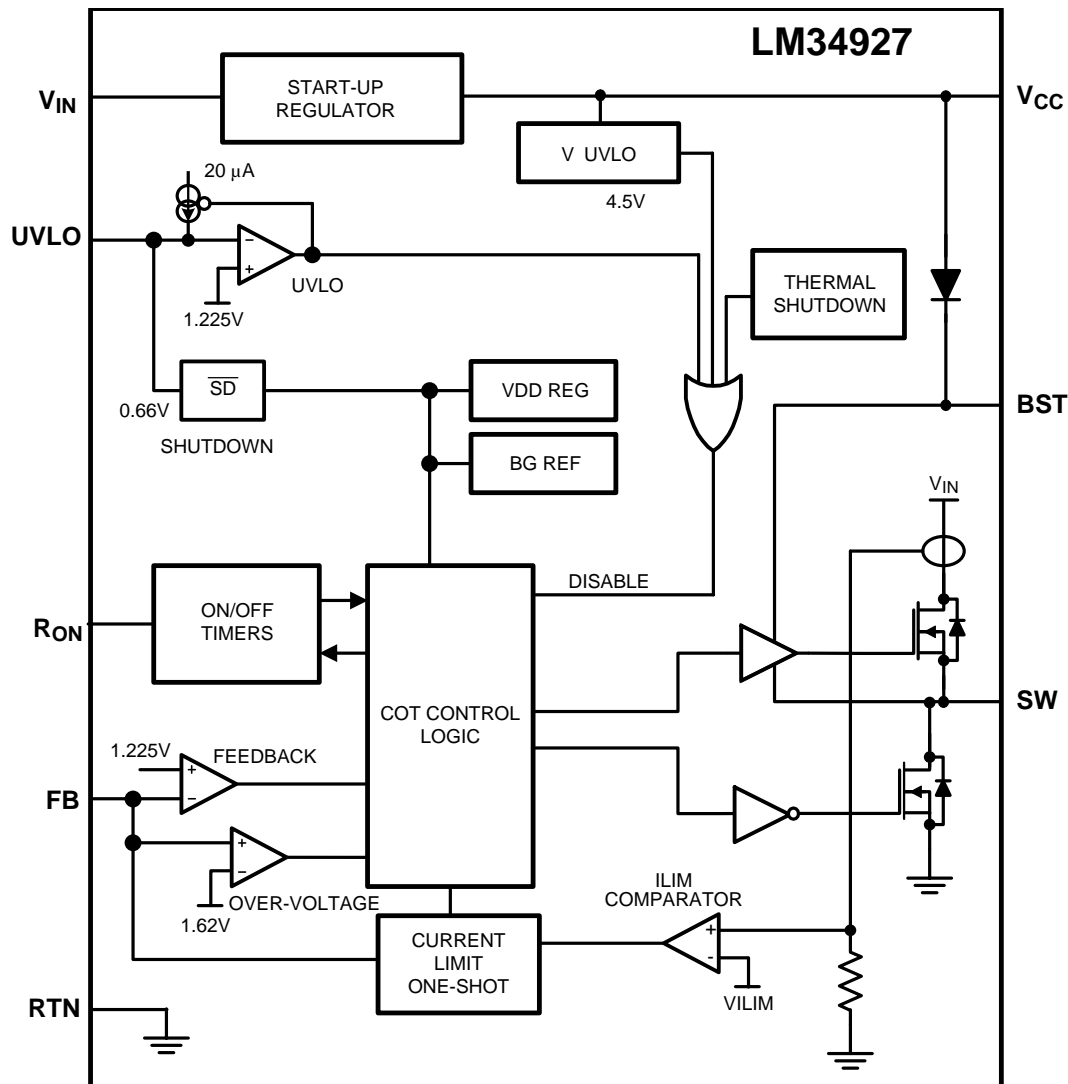 LM34927
VIN
START-UP
REGULATOR
VCC
V UVLO
4.5V
20 μA
UVLO
−
+
UVLO
1.225V
THERMAL
SHUTDOWN
SD
0.66V
SHUTDOWN
VDD REG
BG REF
BST
VIN
DISABLE
RON
ON/OFF
TIMERS
COT CONTROL
LOGIC
SW
1.225V
FEEDBACK
+
−
FB
+
−
OVER-VOLTAGE
1.62V
ILIM
COMPARATOR
+
-
VILIM
CURRENT
LIMIT
ONE-SHOT
RTN